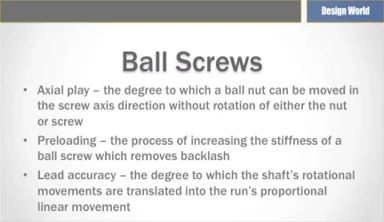 Design World
Ball Screws
• Axial play – the degree to which a ball nut can be moved in
the screw axis direction without rotation of either the nut
or screw
• Preloading – the process of increasing the stiffness of a
ball screw which removes backlash
• Lead accuracy – the degree to which the shaft's rotational
movements are translated into the run's proportional
linear movement